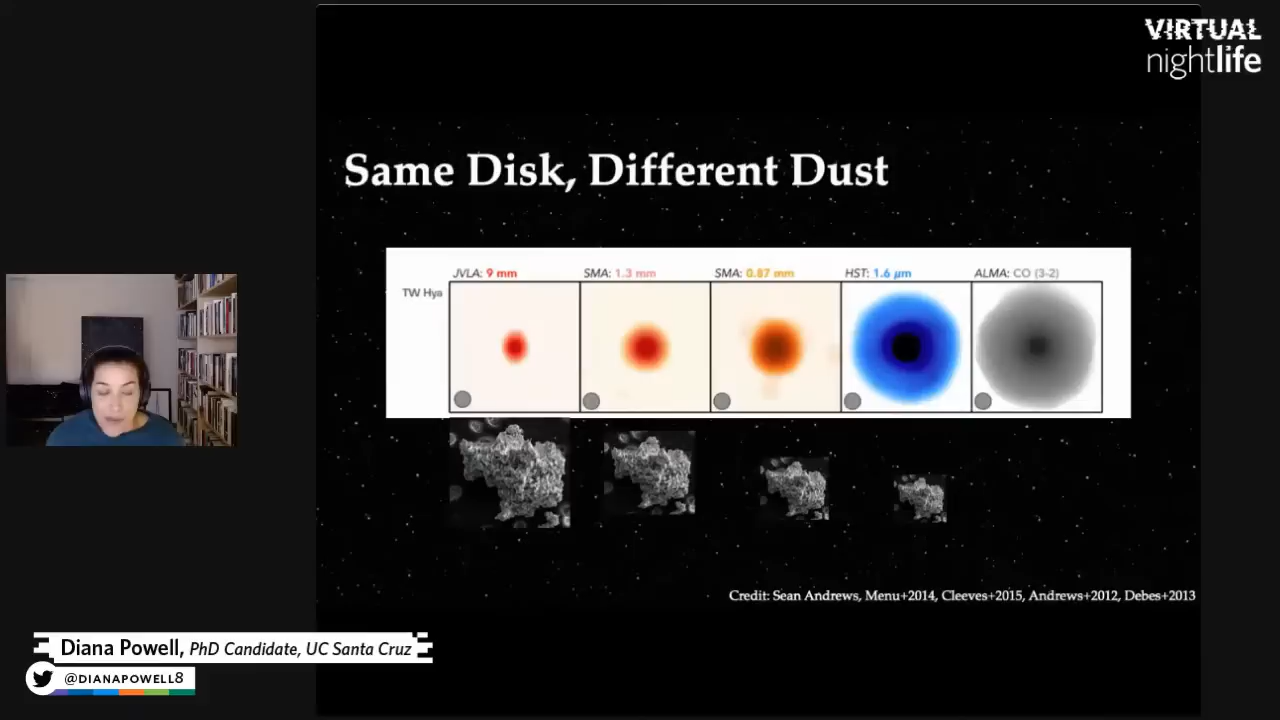 VIRTUAL
nightlife
Same Disk, Different Dust
JVLA: 9 mm
SMA: 1.3 mm
SMA: 0.87 mm
HST: 1.6 μm
ALMA: CO (3-2)
TW Hya
Credit: Sean Andrews, Menu+2014, Cleeves+2015, Andrews+2012, Debes+2013
Diana Powell, PhD Candidate, UC Santa Cruz
@DIANAPOWELL8